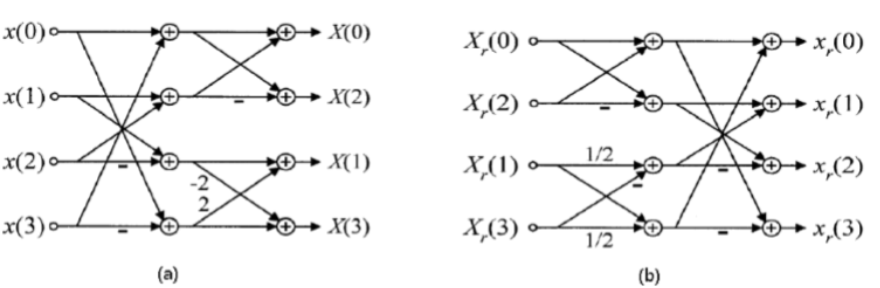 x(0) + + X(0) X_r(0) + + x_r(0)
x(1) + - + X(2) X_r(2) - + + x_r(1)
x(2) - + + X(1) X_r(1) 1/2 + - + x_r(2)
-2 -
2
x(3) - + + X(3) X_r(3) 1/2 + - + x_r(3)
(a) (b)